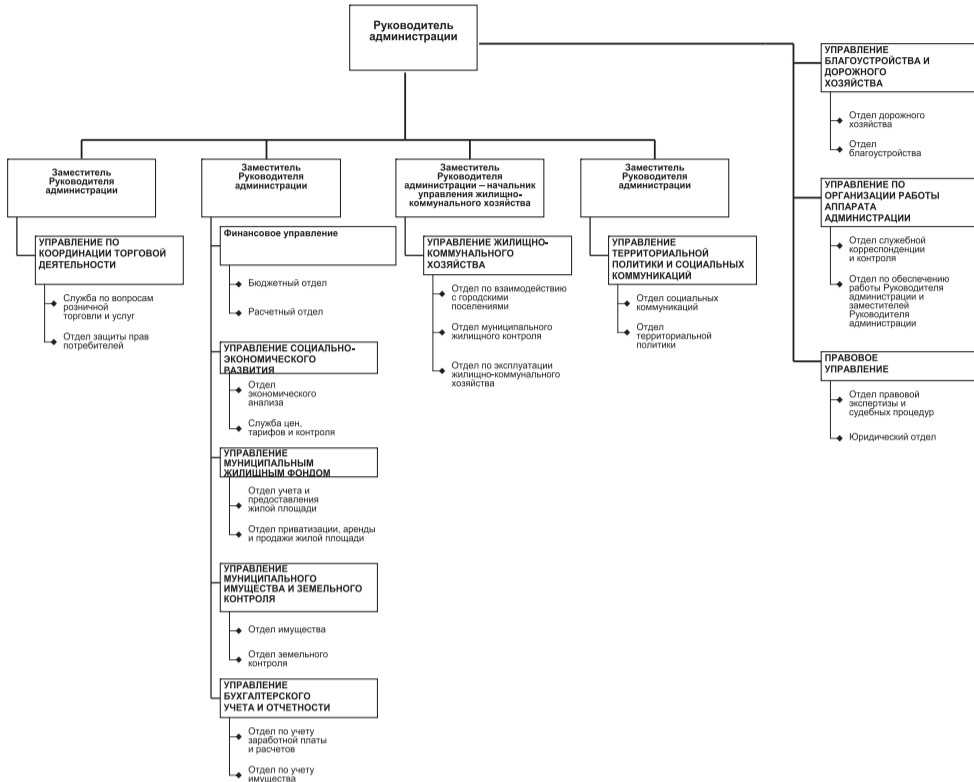 Руководитель
администрации
Заместитель
Руководителя
администрации
УПРАВЛЕНИЕ ПО
КООРДИНАЦИИ ТОРГОВОЙ
ДЕЯТЕЛЬНОСТИ
Служба по вопросам
розничной
торговли и услуг
Отдел защиты прав
потребителей
Заместитель
Руководителя
администрации
Финансовое управление
Бюджетный отдел
Расчетный отдел
УПРАВЛЕНИЕ СОЦИАЛЬНО-
ЭКОНОМИЧЕСКОГО
РАЗВИТИЯ
Отдел
экономического
анализа
Служба цен,
тарифов и контроля
УПРАВЛЕНИЕ
МУНИЦИПАЛЬНЫМ
ЖИЛИЩНЫМ ФОНДОМ
Отдел учета и
предоставления
жилой площади
Отдел приватизации, аренды
и продажи жилой площади
УПРАВЛЕНИЕ
МУНИЦИПАЛЬНОГО
ИМУЩЕСТВА И ЗЕМЕЛЬНОГО
КОНТРОЛЯ
Отдел имущества
Отдел земельного
контроля
УПРАВЛЕНИЕ
БУХГАЛТЕРСКОГО
УЧЕТА И ОТЧЕТНОСТИ
Отдел по учету
заработной платы
и расчетов
Отдел по учету
имущества
Заместитель
Руководителя
администрации – начальник
управления жилищно-
коммунального хозяйства
УПРАВЛЕНИЕ ЖИЛИЩНО-
КОММУНАЛЬНОГО
ХОЗЯЙСТВА
Отдел по взаимодействию
с городскими
поселениями
Отдел муниципального
жилищного контроля
Отдел по эксплуатации
жилищно-коммунального
хозяйства
Заместитель
Руководителя
администрации
УПРАВЛЕНИЕ
ТЕРРИТОРИАЛЬНОЙ
ПОЛИТИКИ И СОЦИАЛЬНЫХ
КОММУНИКАЦИЙ
Отдел социальных
коммуникаций
Отдел
территориальной
политики
УПРАВЛЕНИЕ
БЛАГОУСТРОЙСТВА И
ДОРОЖНОГО
ХОЗЯЙСТВА
Отдел дорожного
хозяйства
Отдел
благоустройства
УПРАВЛЕНИЕ ПО
ОРГАНИЗАЦИИ РАБОТЫ
АППАРАТА
АДМИНИСТРАЦИИ
Отдел служебной
корреспонденции
и контроля
Отдел по обеспечению
работы Руководителя
администрации и
заместителей
Руководителя
администрации
ПРАВОВОЕ
УПРАВЛЕНИЕ
Отдел правовой
экспертизы и
судебных процедур
Юридический отдел